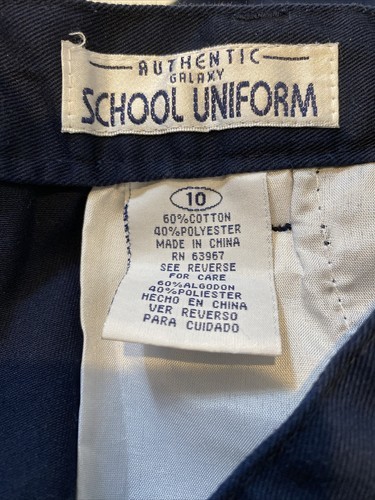 AUTHENTIC
GALAXY
SCHOOL UNIFORM
10
60%COTTON
40%POLYESTER
MADE IN CHINA
RN 63967
SEE REVERSE
FOR CARE
60%ALGODON
40%POLIESTER
HECHO EN CHINA
VER REVERSO
PARA CUIDADO